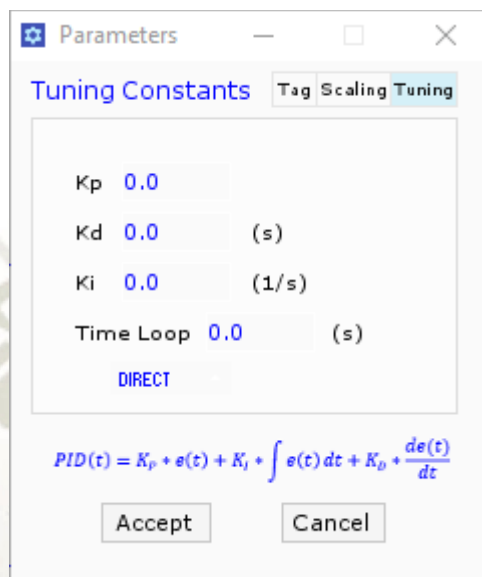 Parameters
Tuning Constants Tag Scaling Tuning
Kp 0.0
Kd 0.0 (s)
Ki 0.0 (1/s)
Time Loop 0.0 (s)
DIRECT
PID(t) = K_P * e(t) + K_I * ∫ e(t) dt + K_D * de(t)/dt
Accept Cancel